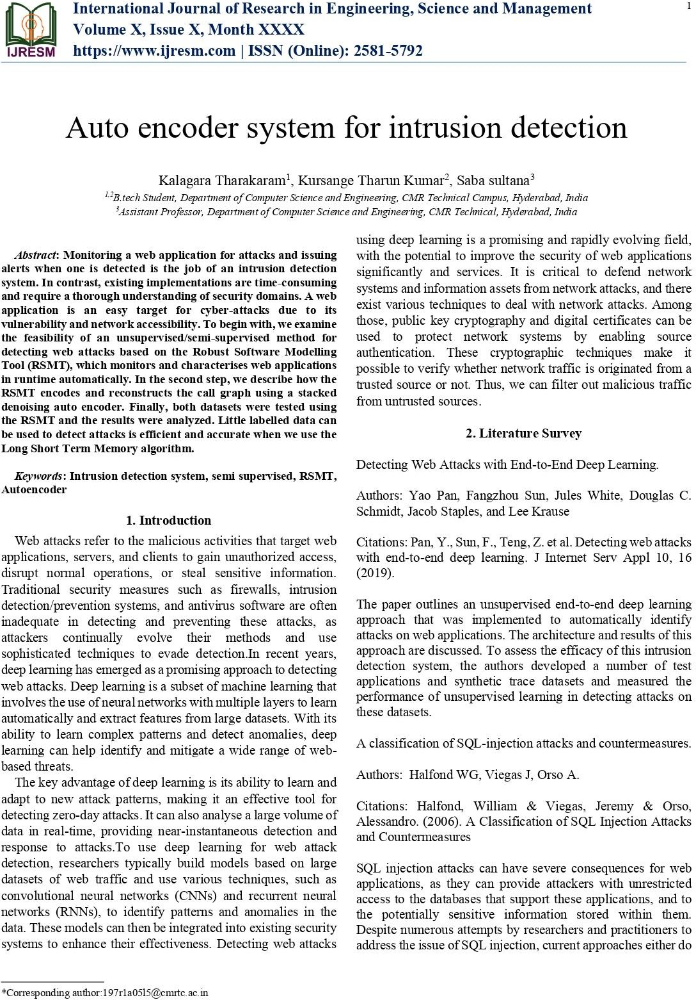 International Journal of Research in Engineering, Science and Management
Volume X, Issue X, Month XXXX
https://www.ijresm.com | ISSN (Online): 2581-5792
1
IJRESM
Auto encoder system for intrusion detection
Kalagara Tharakaram1, Kursange Tharun Kumar2, Saba sultana3
1,2B.tech Student, Department of Computer Science and Engineering, CMR Technical Campus, Hyderabad, India
3Assistant Professor, Department of Computer Science and Engineering, CMR Technical, Hyderabad, India
Abstract: Monitoring a web application for attacks and issuing
alerts when one is detected is the job of an intrusion detection
system. In contrast, existing implementations are time-consuming
and require a thorough understanding of security domains. A web
application is an easy target for cyber-attacks due to its
vulnerability and network accessibility. To begin with, we examine
the feasibility of an unsupervised/semi-supervised method for
detecting web attacks based on the Robust Software Modelling
Tool (RSMT), which monitors and characterises web applications
in runtime automatically. In the second step, we describe how the
RSMT encodes and reconstructs the call graph using a stacked
denoising auto encoder. Finally, both datasets were tested using
the RSMT and the results were analyzed. Little labelled data can
be used to detect attacks is efficient and accurate when we use the
Long Short Term Memory algorithm.
Keywords: Intrusion detection system, semi supervised, RSMT,
Autoencoder
1. Introduction
Web attacks refer to the malicious activities that target web
applications, servers, and clients to gain unauthorized access,
disrupt normal operations, or steal sensitive information.
Traditional security measures such as firewalls, intrusion
detection/prevention systems, and antivirus software are often
inadequate in detecting and preventing these attacks, as
attackers continually evolve their methods and use
sophisticated techniques to evade detection.In recent years,
deep learning has emerged as a promising approach to detecting
web attacks. Deep learning is a subset of machine learning that
involves the use of neural networks with multiple layers to learn
automatically and extract features from large datasets. With its
ability to learn complex patterns and detect anomalies, deep
learning can help identify and mitigate a wide range of web-
based threats.
The key advantage of deep learning is its ability to learn and
adapt to new attack patterns, making it an effective tool for
detecting zero-day attacks. It can also analyse a large volume of
data in real-time, providing near-instantaneous detection and
response to attacks.To use deep learning for web attack
detection, researchers typically build models based on large
datasets of web traffic and use various techniques, such as
convolutional neural networks (CNNs) and recurrent neural
networks (RNNs), to identify patterns and anomalies in the
data. These models can then be integrated into existing security
systems to enhance their effectiveness. Detecting web attacks
using deep learning is a promising and rapidly evolving field,
with the potential to improve the security of web applications
significantly and services. It is critical to defend network
systems and information assets from network attacks, and there
exist various techniques to deal with network attacks. Among
those, public key cryptography and digital certificates can be
used to protect network systems by enabling source
authentication. These cryptographic techniques make it
possible to verify whether network traffic is originated from a
trusted source or not. Thus, we can filter out malicious traffic
from untrusted sources.
2. Literature Survey
Detecting Web Attacks with End-to-End Deep Learning.
Authors: Yao Pan, Fangzhou Sun, Jules White, Douglas C.
Schmidt, Jacob Staples, and Lee Krause
Citations: Pan, Y., Sun, F., Teng, Z. et al. Detecting web attacks
with end-to-end deep learning. J Internet Serv Appl 10, 16
(2019).
The paper outlines an unsupervised end-to-end deep learning
approach that was implemented to automatically identify
attacks on web applications. The architecture and results of this
approach are discussed. To assess the efficacy of this intrusion
detection system, the authors developed a number of test
applications and synthetic trace datasets and measured the
performance of unsupervised learning in detecting attacks on
these datasets.
A classification of SQL-injection attacks and countermeasures.
Authors: Halfond WG, Viegas J, Orso A.
Citations: Halfond, William & Viegas, Jeremy & Orso,
Alessandro. (2006). A Classification of SQL Injection Attacks
and Countermeasures
SQL injection attacks can have severe consequences for web
applications, as they can provide attackers with unrestricted
access to the databases that support these applications, and to
the potentially sensitive information stored within them.
Despite numerous attempts by researchers and practitioners to
address the issue of SQL injection, current approaches either do
*Corresponding author:197r1a05l5@cmrtc.ac.in